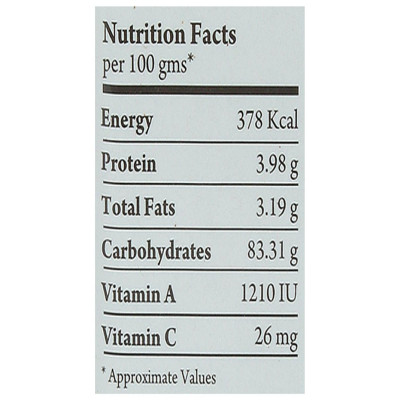 Nutrition Facts
per 100 gms*
Energy 378 Kcal
Protein 3.98 g
Total Fats 3.19 g
Carbohydrates 83.31 g
Vitamin A 1210 IU
Vitamin C 26 mg
*Approximate Values